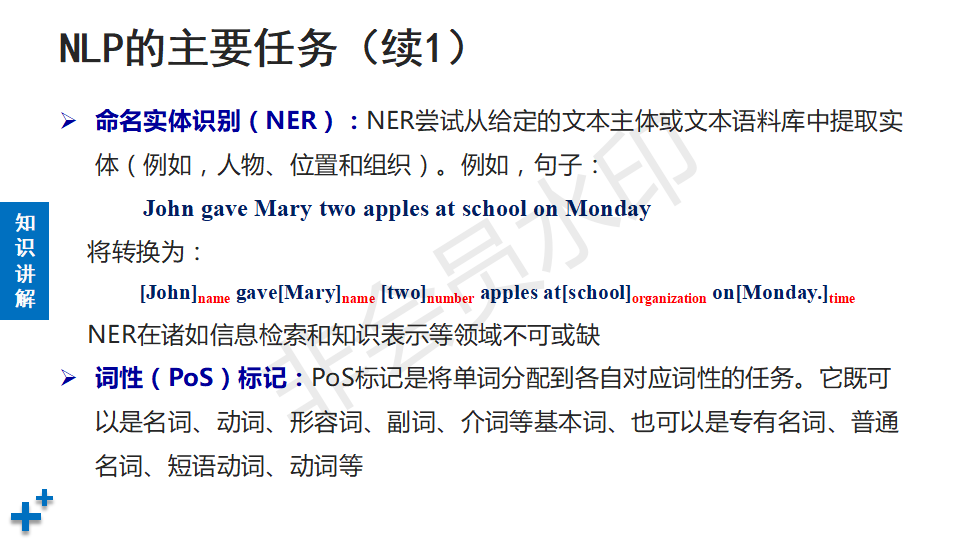 NLP的主要任务（续1）
➢ 命名实体识别（NER）：NER尝试从给定的文本主体或文本语料库中提取实
体（例如，人物、位置和组织）。例如，句子：
John gave Mary two apples at school on Monday
知识讲解
将转换为：
[John]name gave[Mary]name [two]number apples at[school]organization on[Monday.]time
NER在诸如信息检索和知识表示等领域不可或缺
➢ 词性（PoS）标记：PoS标记是将单词分配到各自对应词性的任务。它既可
以是名词、动词、形容词、副词、介词等基本词、也可以是专有名词、普通
名词、短语动词、动词等
非会员水印